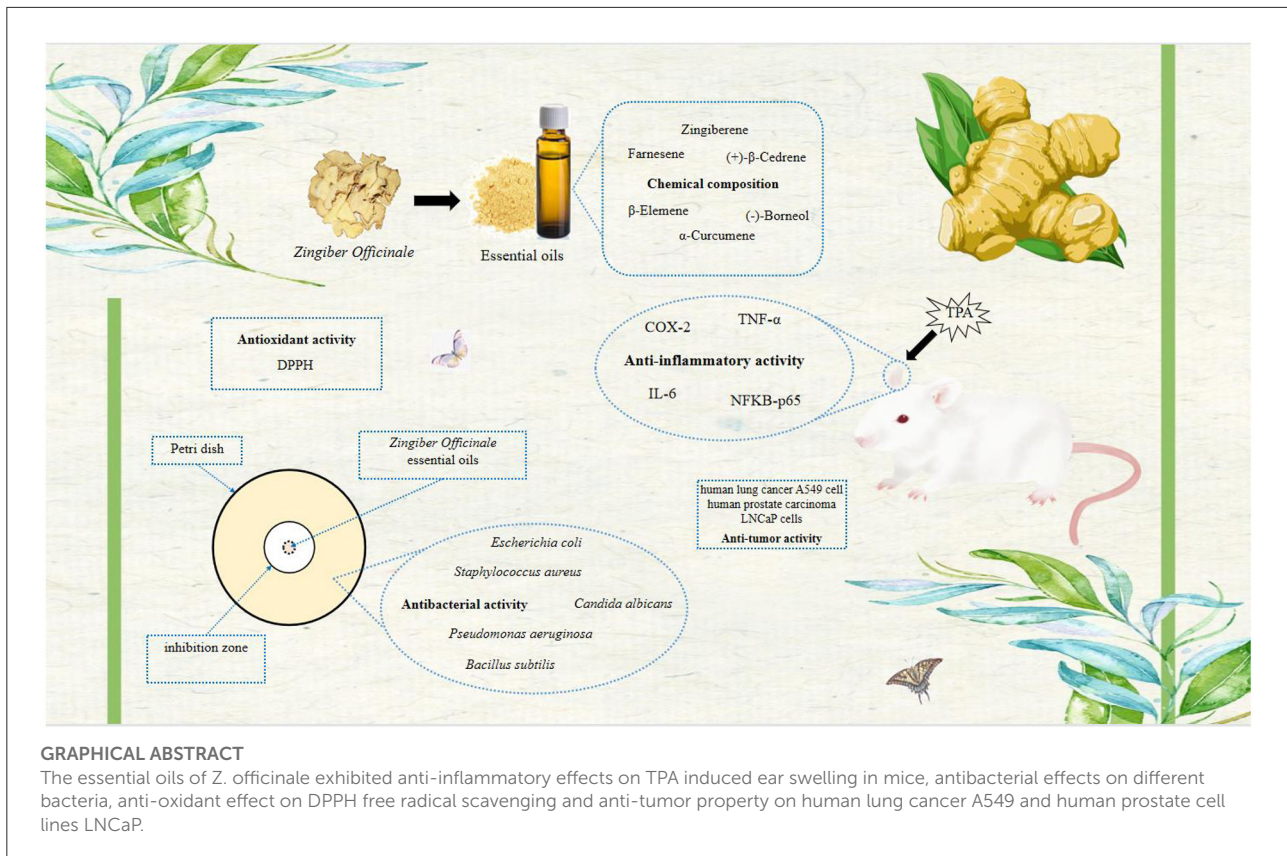 Zingiberene
Farnesene
(+)-β-Cedrene
Chemical composition
β-Elemene
(-)-Borneol
α-Curcumene
Zingiber Officinale
Essential oils
TPA
Antioxidant activity
DPPH
COX-2
TNF-α
Anti-inflammatory activity
IL-6
NFKB-p65
Petri dish
Zingiber Officinale
essential oils
inhibition zone
human lung cancer A549 cell
human prostate carcinoma
LNCaP cells
Anti-tumor activity
Escherichia coli
Staphylococcus aureus
Antibacterial activity
Candida albicans
Pseudomonas aeruginosa
Bacillus subtilis
GRAPHICAL ABSTRACT
The essential oils of Z. officinale exhibited anti-inflammatory effects on TPA induced ear swelling in mice, antibacterial effects on different
bacteria, anti-oxidant effect on DPPH free radical scavenging and anti-tumor property on human lung cancer A549 and human prostate cell
lines LNCaP.